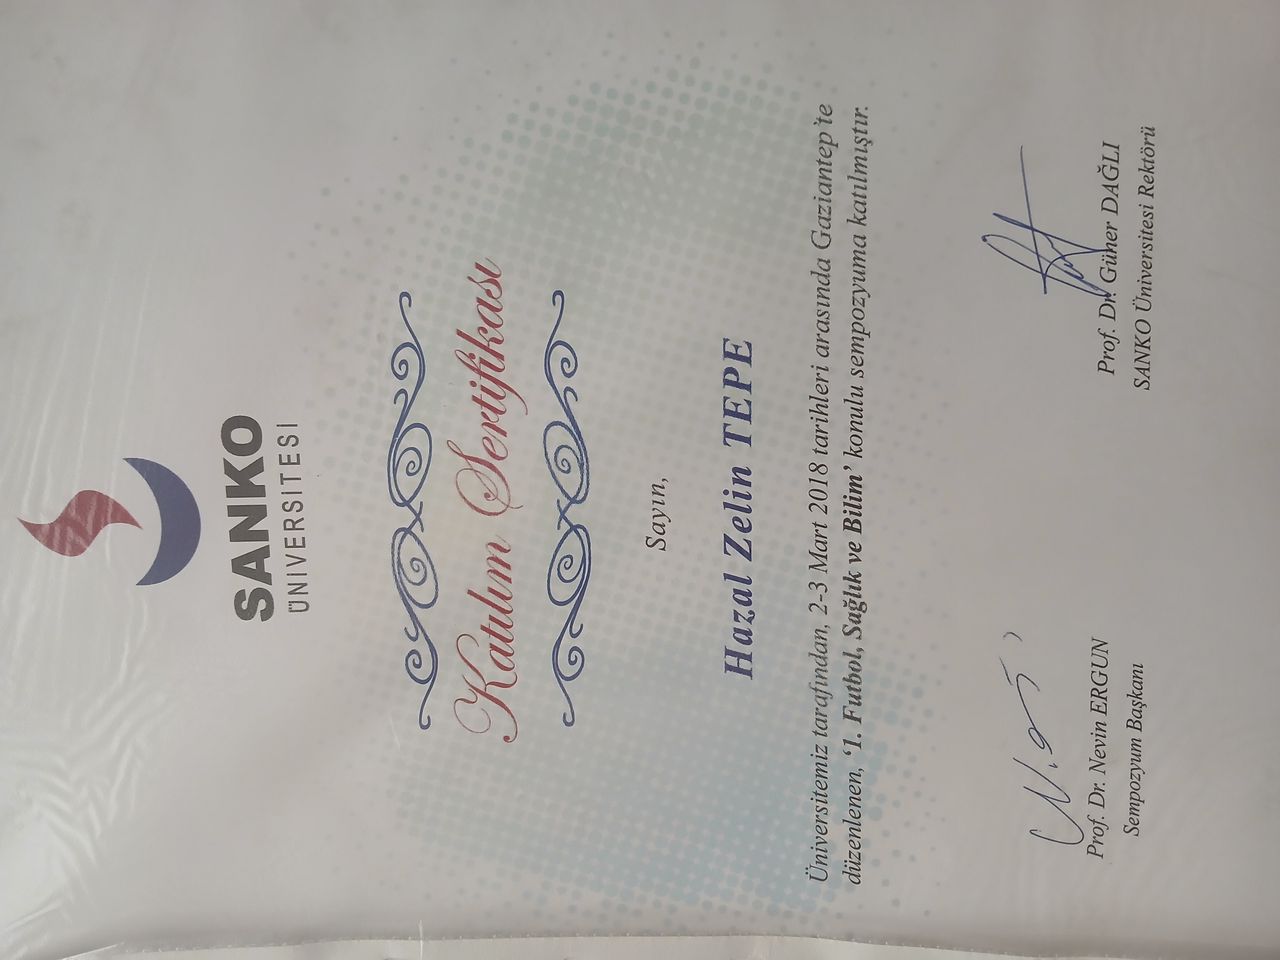 SANKO
ÜNİVERSİTESİ
Katılım Sertifikası
Sayın,
Hazal Zelin TEPE
Üniversitemiz tarafından, 2-3 Mart 2018 tarihleri arasında Gaziantep'te
düzenlenen, ‘1. Futbol, Sağlık ve Bilim’ konulu sempozyuma katılmıştır.
Prof. Dr. Nevin ERGUN
Sempozyum Başkanı
Prof. Dr. Güner DAĞLI
SANKO Üniversitesi Rektörü